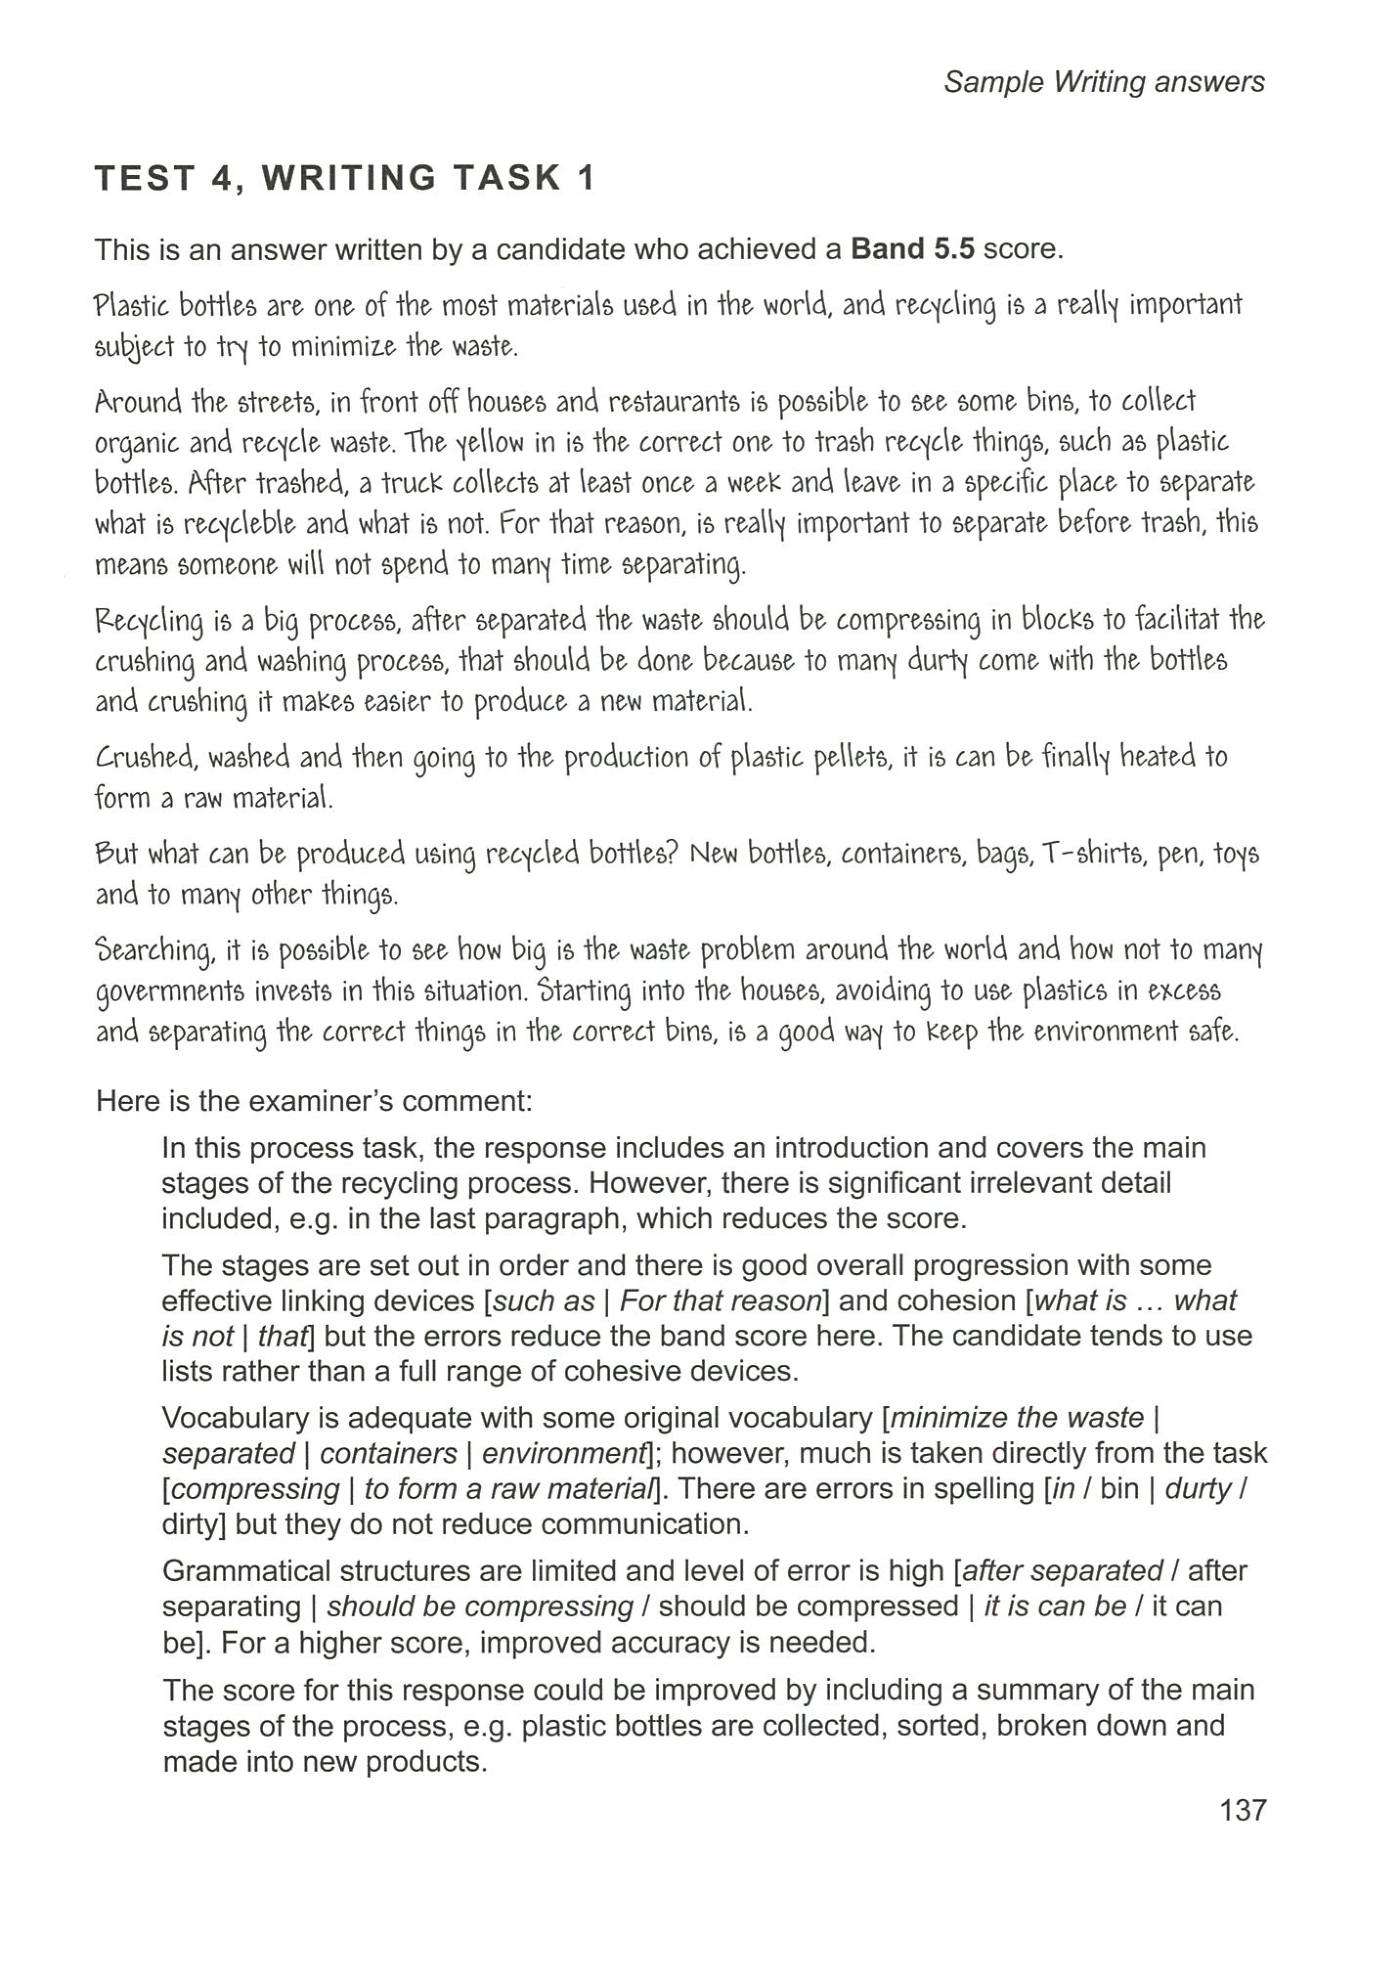 Sample Writing answers
TEST 4, WRITING TASK 1
This is an answer written by a candidate who achieved a Band 5.5 score.
Plastic bottles are one of the most materials used in the world, and recycling is a really important
subject to try to minimize the waste.
Around the streets, in front off houses and restaurants is possible to see some bins, to collect
organic and recycle waste. The yellow in is the correct one to trash recycle things, such as plastic
bottles. After trashed, a truck collects at least once a week and leave in a specific place to separate
what is recycleble and what is not. For that reason, is really important to separate before trash, this
means someone will not spend to many time separating.
Recycling is a big process, after separated the waste should be compressing in blocks to facilitat the
crushing and washing process, that should be done because to many durty come with the bottles
and crushing it makes easier to produce a new material.
Crushed, washed and then going to the production of plastic pellets, it is can be finally heated to
form a raw material.
But what can be produced using recycled bottles? New bottles, containers, bags, T-shirts, pen, toys
and to many other things.
Searching, it is possible to see how big is the waste problem around the world and how not to many
govermnents invests in this situation. Starting into the houses, avoiding to use plastics in excess
and separating the correct things in the correct bins, is a good way to keep the environment safe.
Here is the examiner's comment:
In this process task, the response includes an introduction and covers the main
stages of the recycling process. However, there is significant irrelevant detail
included, e.g. in the last paragraph, which reduces the score.
The stages are set out in order and there is good overall progression with some
effective linking devices [such as | For that reason] and cohesion [what is … what
is not | that] but the errors reduce the band score here. The candidate tends to use
lists rather than a full range of cohesive devices.
Vocabulary is adequate with some original vocabulary [minimize the waste |
separated | containers | environment]; however, much is taken directly from the task
[compressing | to form a raw material]. There are errors in spelling [in / bin | durty /
dirty] but they do not reduce communication.
Grammatical structures are limited and level of error is high [after separated / after
separating | should be compressing / should be compressed | it is can be / it can
be]. For a higher score, improved accuracy is needed.
The score for this response could be improved by including a summary of the main
stages of the process, e.g. plastic bottles are collected, sorted, broken down and
made into new products.
137